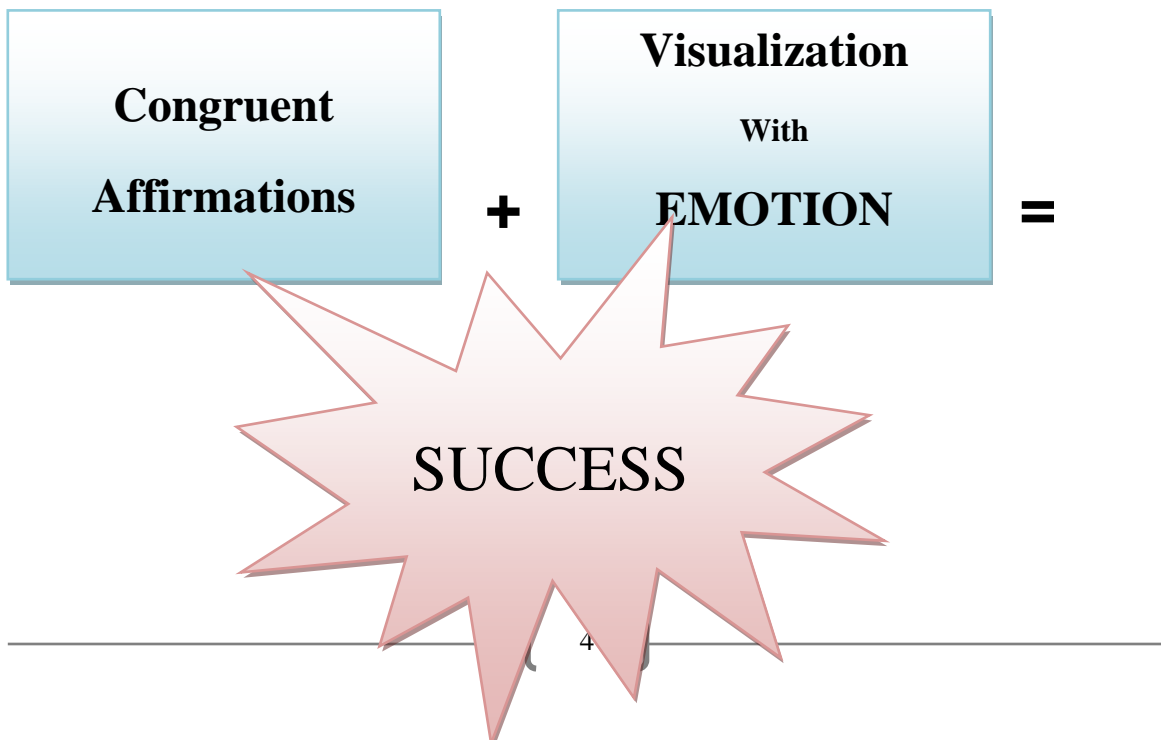 Congruent
Affirmations
+
Visualization
With
EMOTION
=
SUCCESS
4